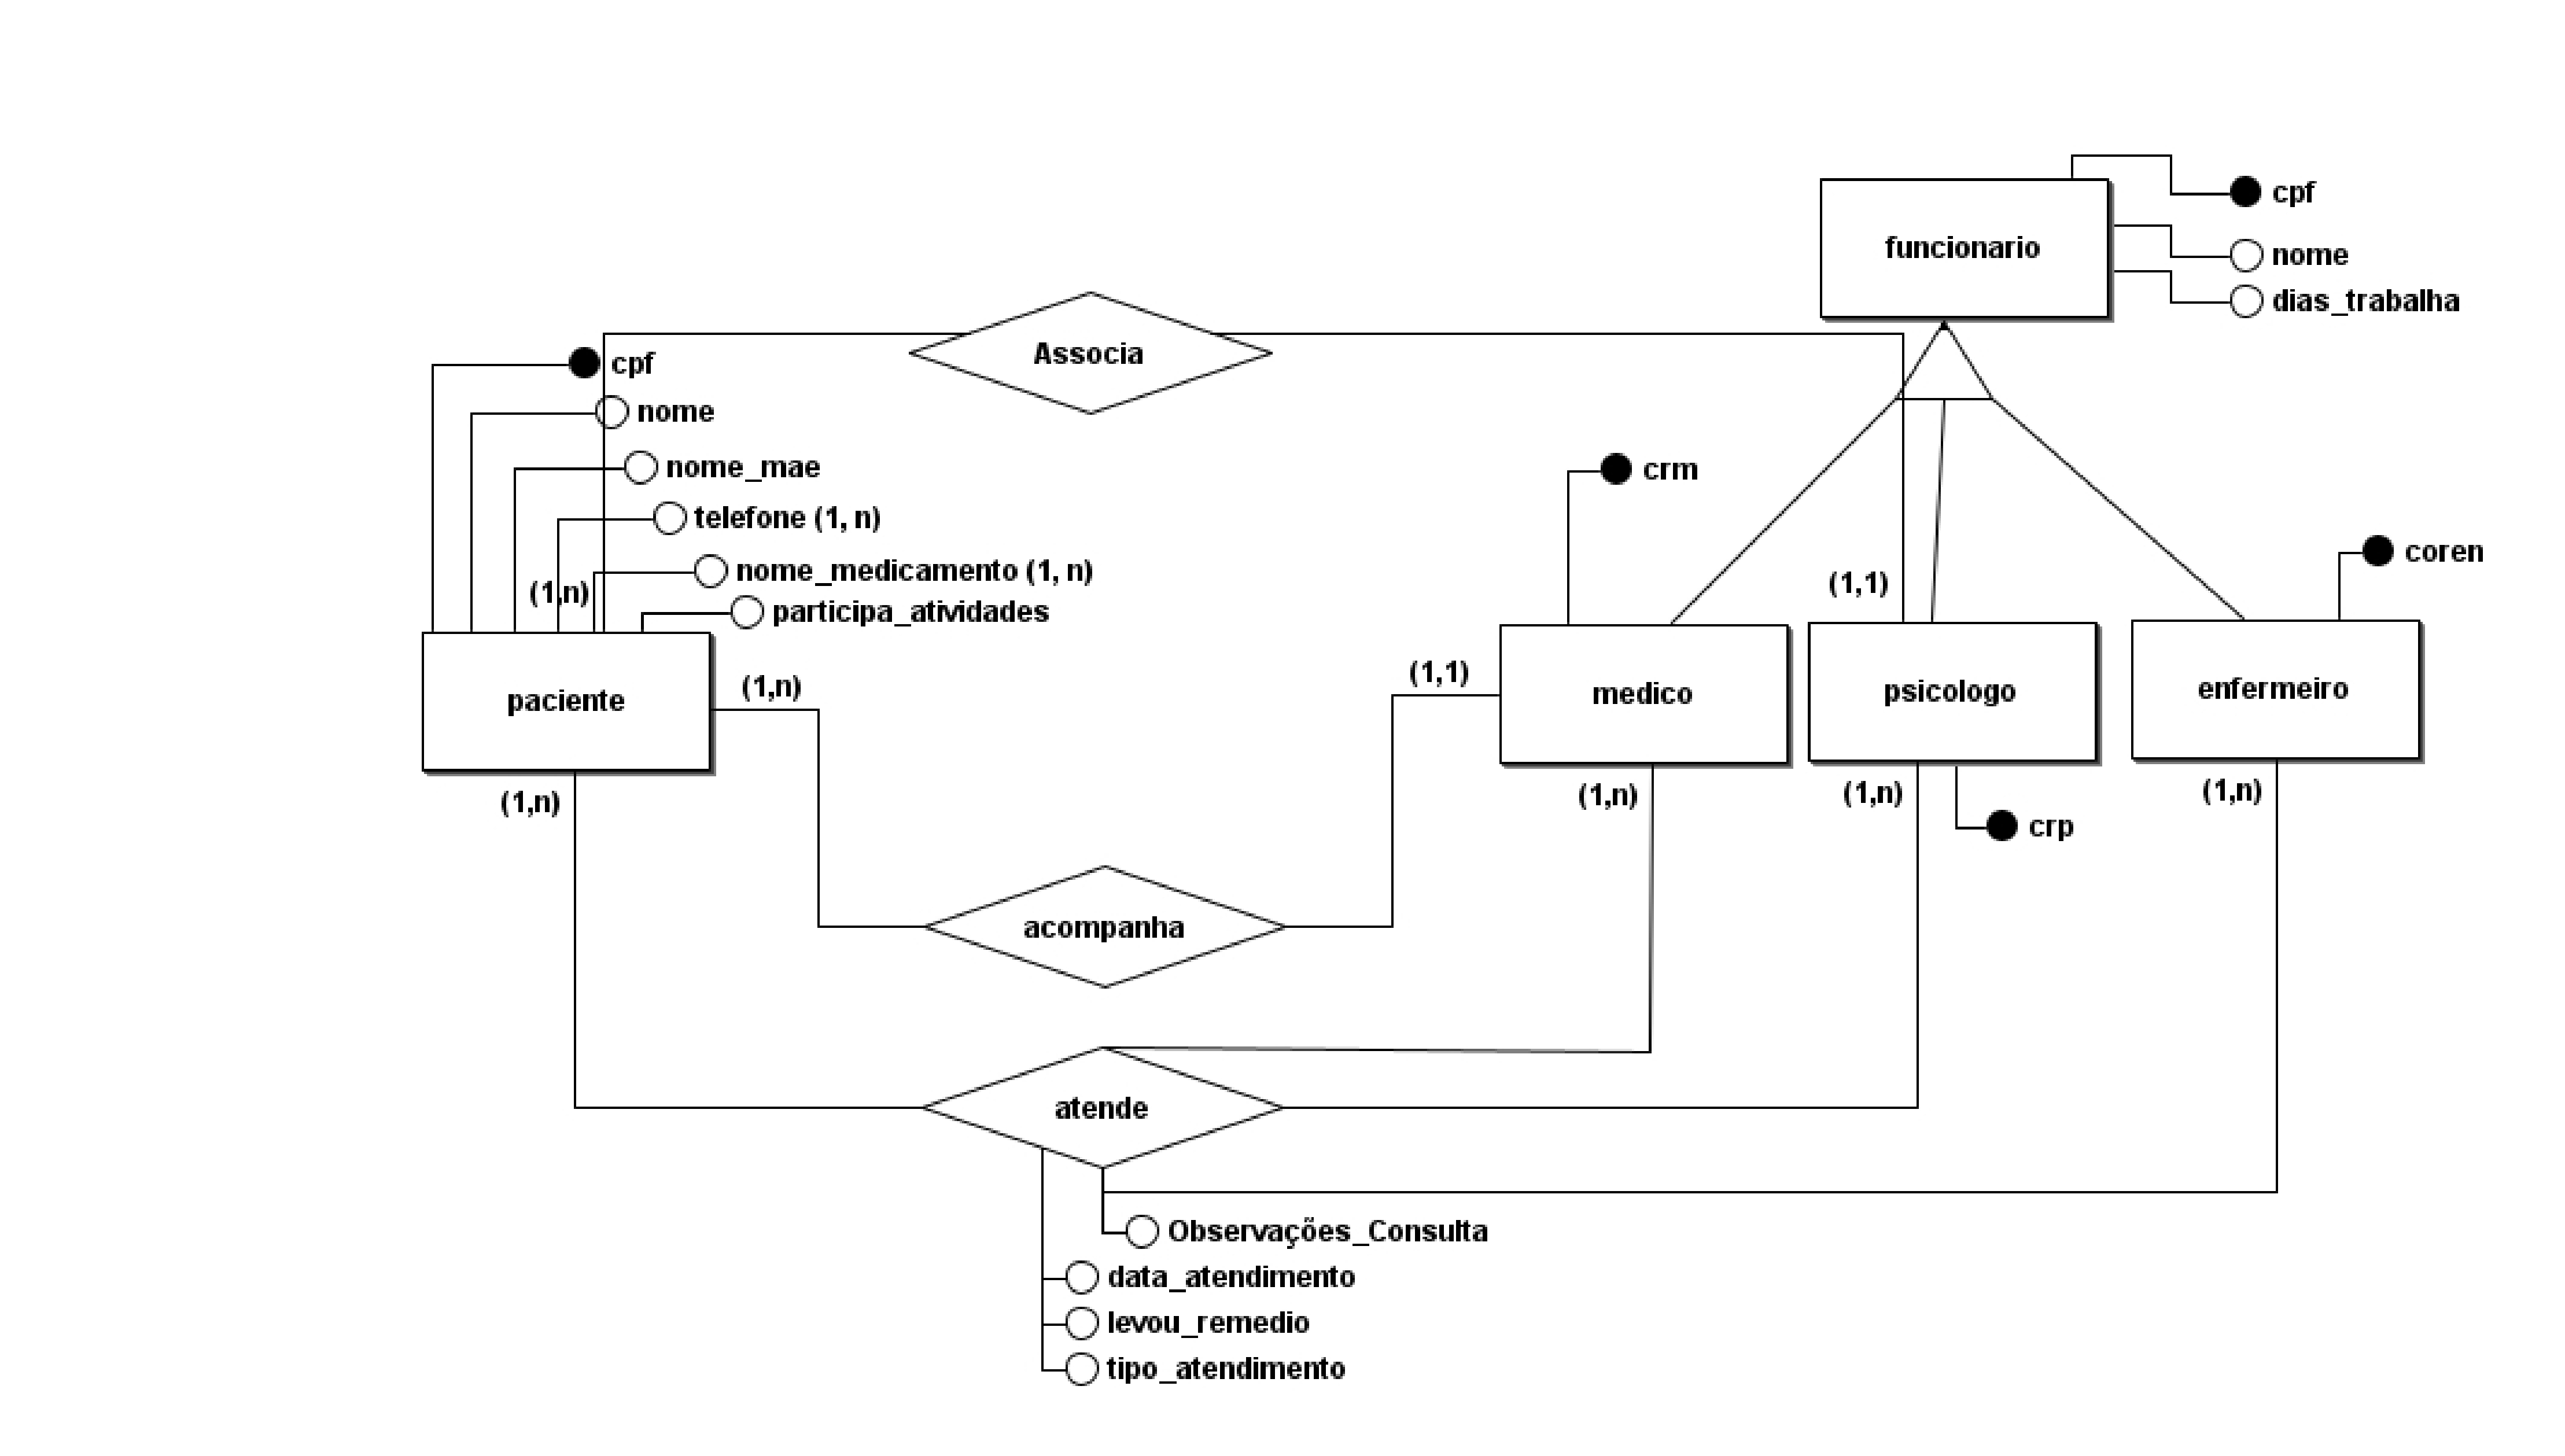 cpf
funcionario
nome
dias_trabalha
Associa
cpf
nome
nome_mae
crm
telefone (1, n)
coren
nome_medicamento (1, n)
(1,n)
(1,1)
participa_atividades
paciente
(1,n)
(1,1)
medico
psicologo
enfermeiro
(1,n)
(1,n)
(1,n)
(1,n)
crp
acompanha
atende
Observações_Consulta
data_atendimento
levou_remedio
tipo_atendimento